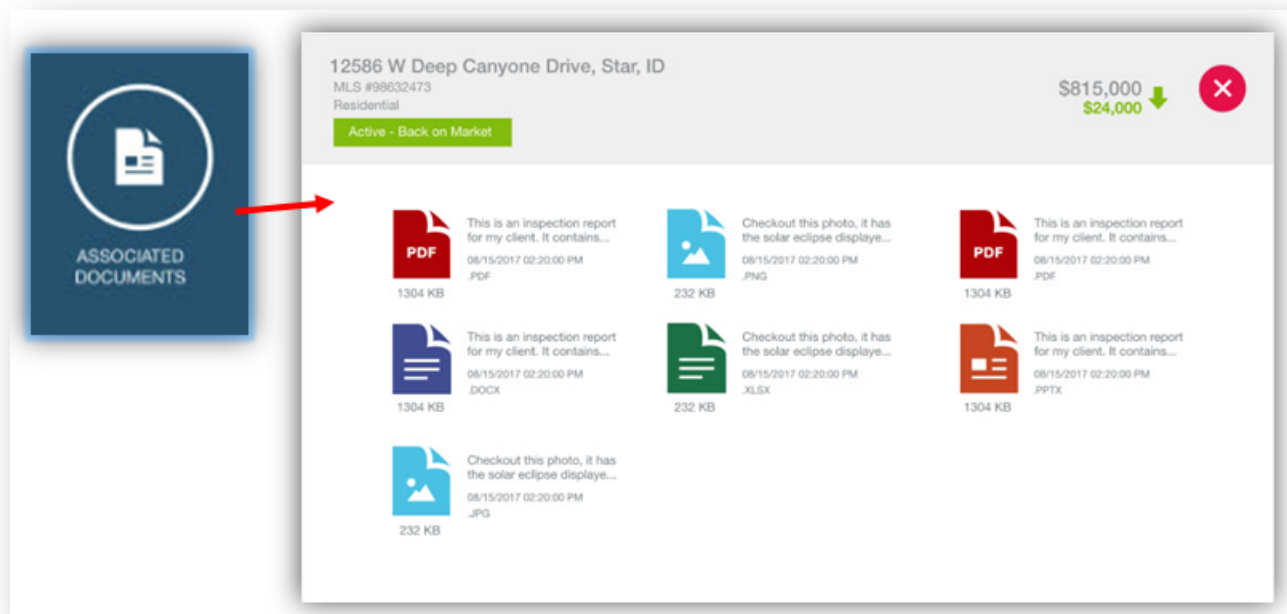 ASSOCIATED
DOCUMENTS
12586 W Deep Canyone Drive, Star, ID
MLS #98632473
Residential
Active - Back on Market
$815,000
$24,000
PDF
This is an inspection report
for my client. It contains...
08/15/2017 02:20:00 PM
.PDF
1304 KB
Checkout this photo, it has
the solar eclipse displaye...
08/15/2017 02:20:00 PM
.PNG
232 KB
PDF
This is an inspection report
for my client. It contains...
08/15/2017 02:20:00 PM
.PDF
1304 KB
This is an inspection report
for my client. It contains...
08/15/2017 02:20:00 PM
.DOCX
1304 KB
Checkout this photo, it has
the solar eclipse displaye...
08/15/2017 02:20:00 PM
.XLSX
232 KB
This is an inspection report
for my client. It contains...
08/15/2017 02:20:00 PM
.PPTX
1304 KB
Checkout this photo, it has
the solar eclipse displaye...
08/15/2017 02:20:00 PM
.JPG
232 KB